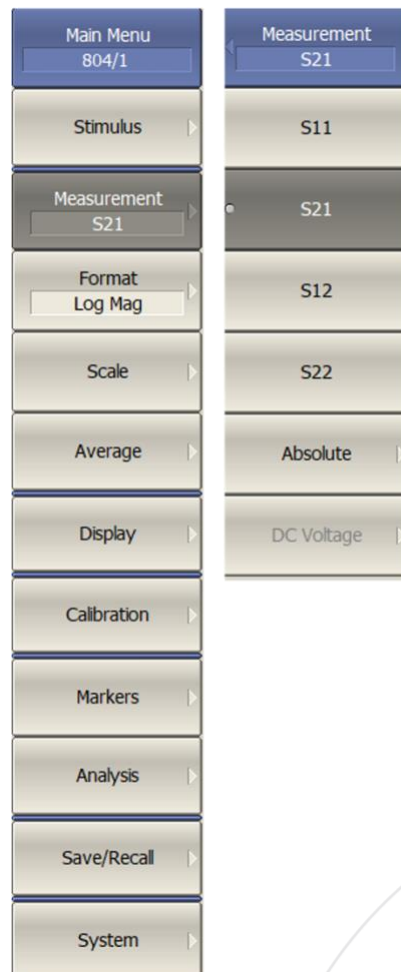 Main Menu
804/1
Stimulus
Measurement
S21
Format
Log Mag
Scale
Average
Display
Calibration
Markers
Analysis
Save/Recall
System
Measurement
S21
S11
S21
S12
S22
Absolute
DC Voltage